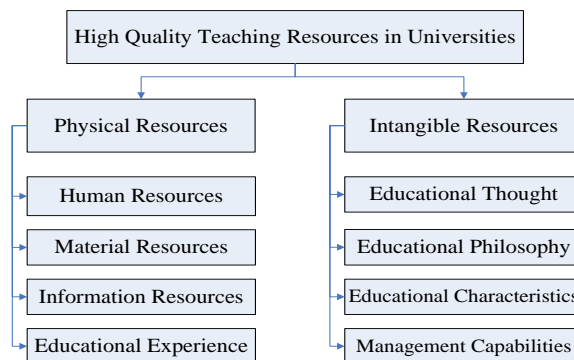 High Quality Teaching Resources in Universities
Physical Resources
Human Resources
Material Resources
Information Resources
Educational Experience
Intangible Resources
Educational Thought
Educational Philosophy
Educational Characteristics
Management Capabilities